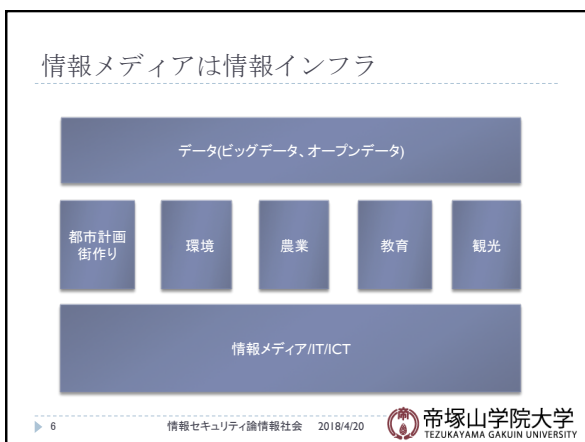 情報メディアは情報インフラ
データ(ビッグデータ、オープンデータ)
都市計画
街作り
環境
農業
教育
観光
情報メディア/IT/ICT
6
情報セキュリティ論情報社会 2018/4/20
帝塚山学院大学
TEZUKAYAMA GAKUIN UNIVERSITY